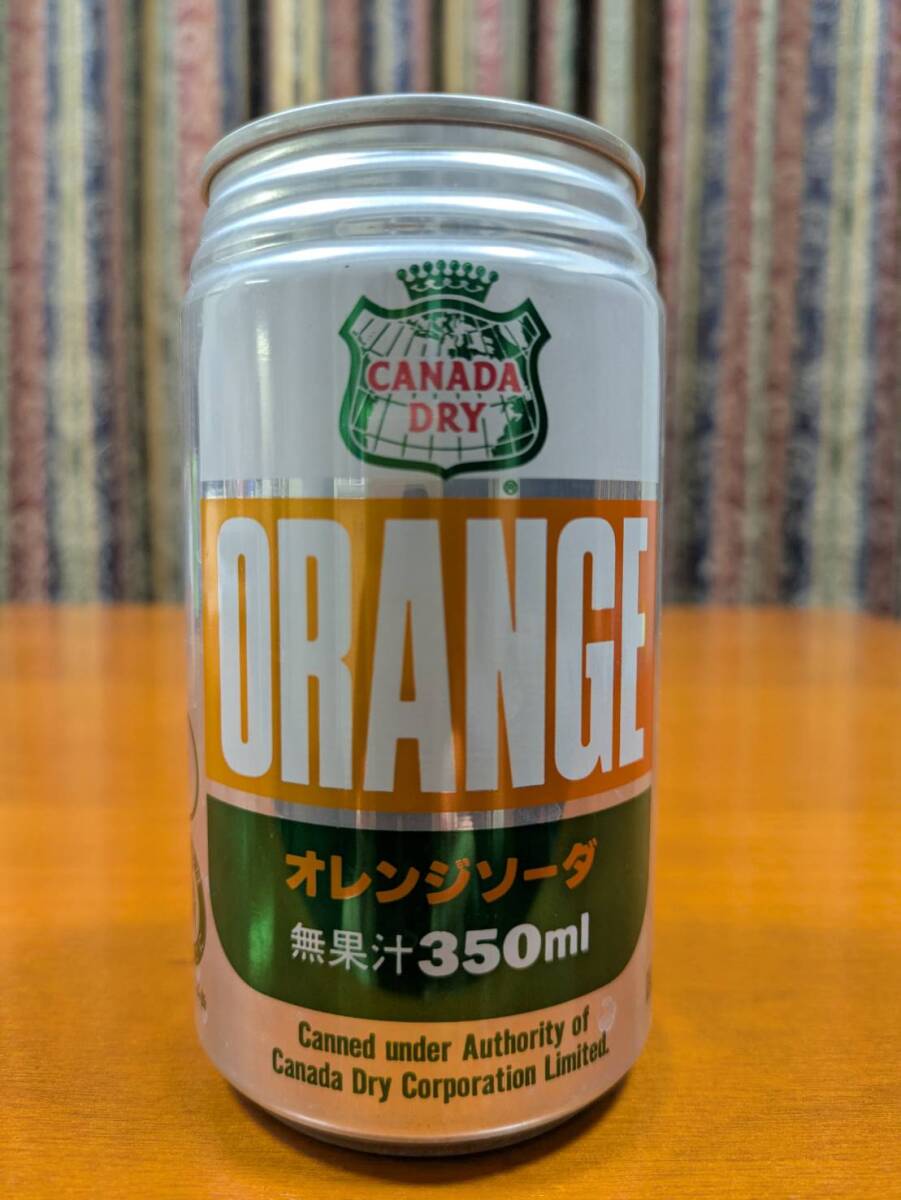 CANADA
DRY
®
ORANGE
オレンジソーダ
無果汁350ml
Canned under Authority of
Canada Dry Corporation Limited.